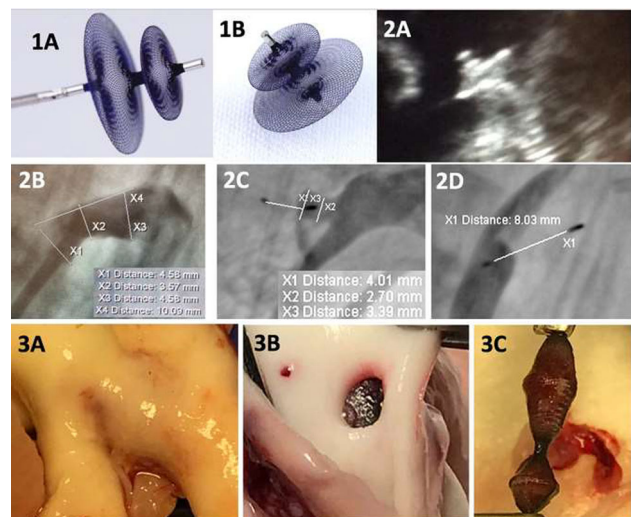 1A
1B
2A
2B
X4
X2
X3
X1
X1 Distance: 4.58 mm
X2 Distance: 3.57 mm
X3 Distance: 4.58 mm
X4 Distance: 10.09 mm
2C
X3
X2
X1 Distance: 4.01 mm
X2 Distance: 2.70 mm
X3 Distance: 3.39 mm
2D
X1 Distance: 8.03 mm
X1
3A
3B
3C